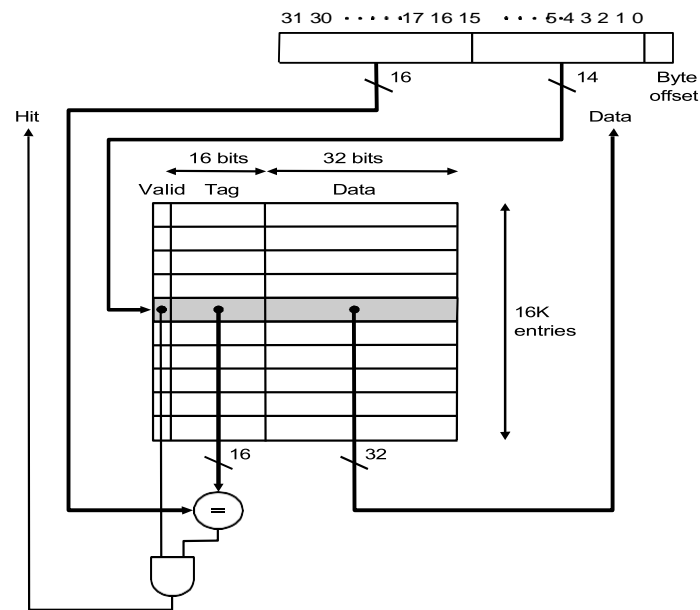 31 30 · · · · · · 17 16 15 · · · · · 5 4 3 2 1 0
16
14
Byte
offset
Hit
Data
16 bits
32 bits
Valid
Tag
Data
16K
entries
16
32
=